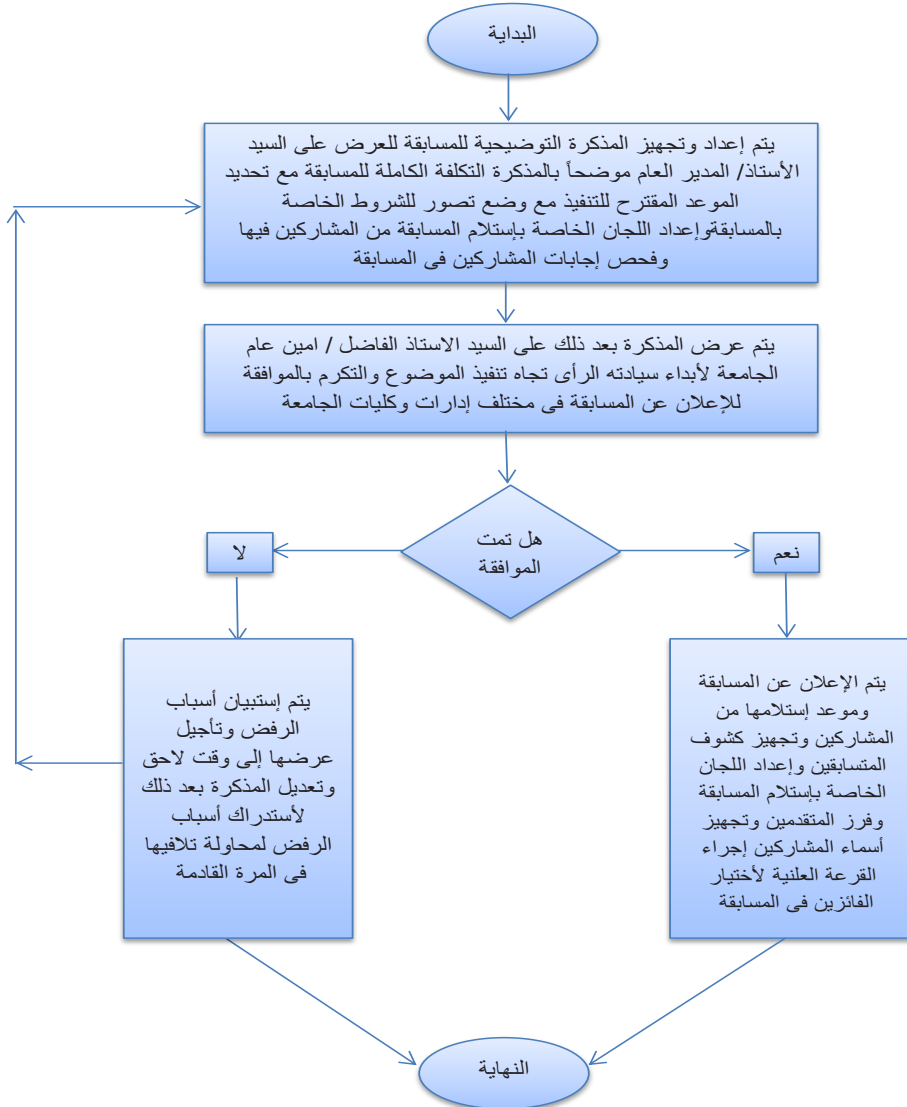 البداية
يتم إعداد وتجهيز المذكرة التوضيحية للمسابقة للعرض على السيد
الأستاذ/ المدير العام موضحاً بالمذكرة التكلفة الكاملة للمسابقة مع تحديد
الموعد المقترح للتنفيذ مع وضع تصور للشروط الخاصة
بالمسابقةوإعداد اللجان الخاصة بإستلام المسابقة من المشاركين فيها
وفحص إجابات المشاركين فى المسابقة
يتم عرض المذكرة بعد ذلك على السيد الاستاذ الفاضل / امين عام
الجامعة لأبداء سيادته الرأى تجاه تنفيذ الموضوع والتكرم بالموافقة
للإعلان عن المسابقة فى مختلف إدارات وكليات الجامعة
هل تمت
الموافقة
نعم
لا
يتم الإعلان عن المسابقة
وموعد إستلامها من
المشاركين وتجهيز كشوف
المتسابقين وإعداد اللجان
الخاصة بإستلام المسابقة
وفرز المتقدمين وتجهيز
أسماء المشاركين إجراء
القرعة العلنية لأختيار
الفائزين فى المسابقة
يتم إستبيان أسباب
الرفض وتأجيل
عرضها إلى وقت لاحق
وتعديل المذكرة بعد ذلك
لأستدراك أسباب
الرفض لمحاولة تلافيها
فى المرة القادمة
النهاية